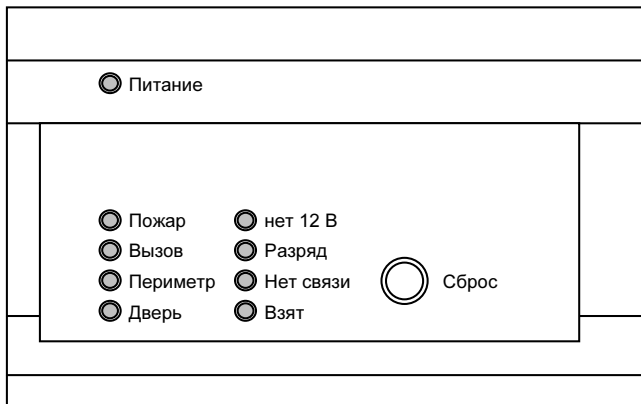 Питание
Пожар нет 12 В
Вызов Разряд
Периметр Нет связи Сброс
Дверь Взят